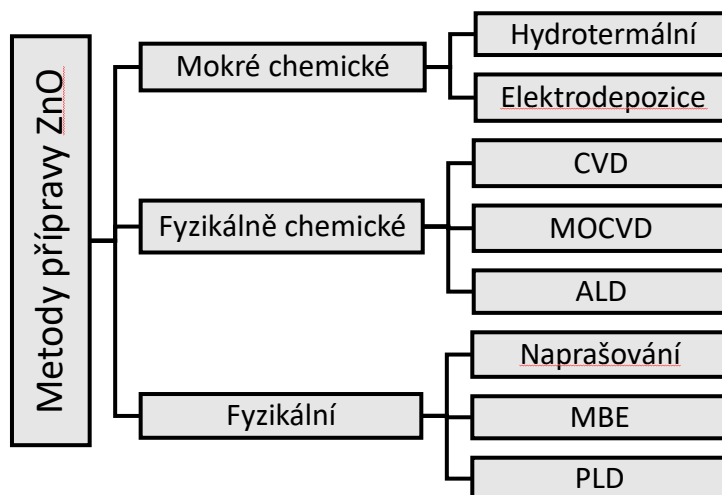 Metody přípravy ZnO
Mokré chemické
Hydrotermální
Elektrodepozice
Fyzikálně chemické
CVD
MOCVD
ALD
Fyzikální
Naprašování
MBE
PLD